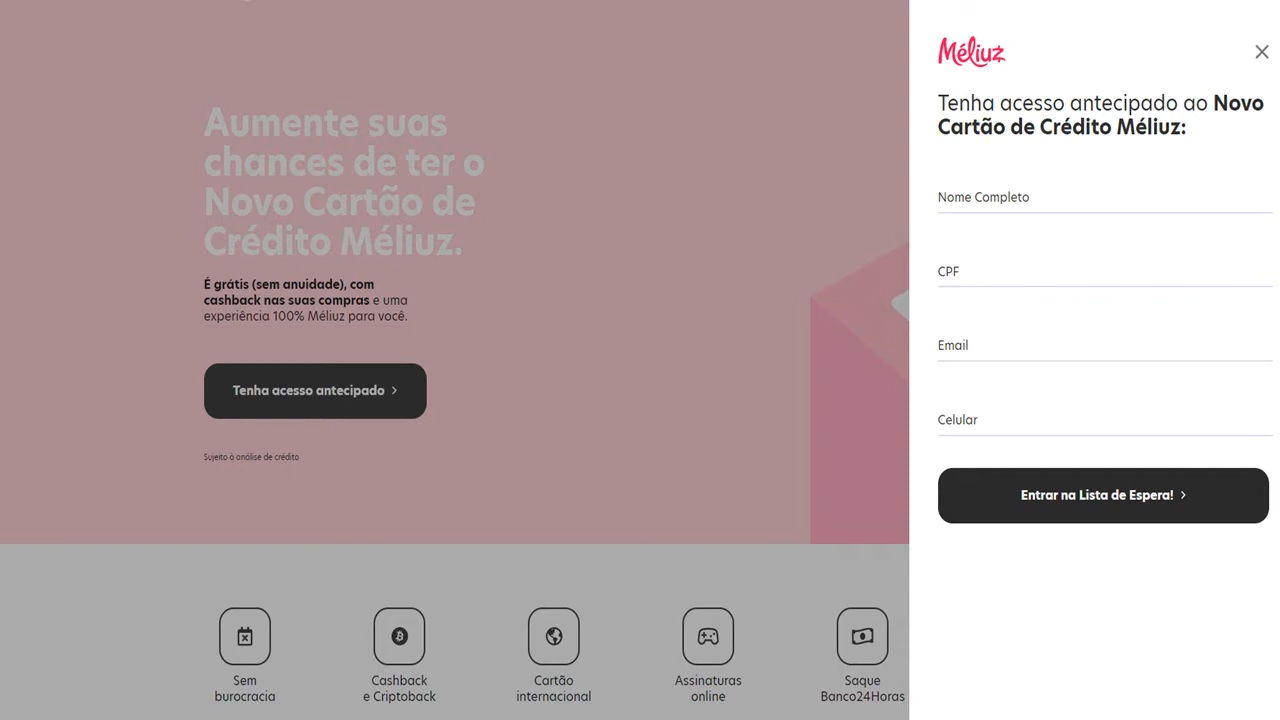 Aumente suas
chances de ter o
Novo Cartão de
Crédito Méliuz.
É grátis (sem anuidade), com
cashback nas suas compras e uma
experiência 100% Méliuz para você.
Tenha acesso antecipado
Sujeito à análise de crédito
Sem
burocracia
Cashback
e Criptoback
Cartão
internacional
Assinaturas
online
Saque
Banco24Horas
Méliuz
Tenha acesso antecipado ao Novo
Cartão de Crédito Méliuz:
Nome Completo
CPF
Email
Celular
Entrar na Lista de Espera!